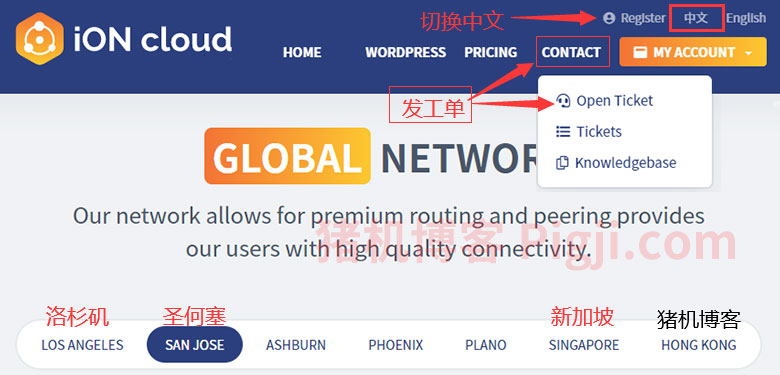 切换中文
Register 中文 English
iON cloud
HOME WORDPRESS PRICING CONTACT MY ACCOUNT
发工单
Open Ticket
Tickets
Knowledgebase
GLOBAL NETWOR
Our network allows for premium routing and peering provides
our users with high quality connectivity.
猪机博客 Pigji.com
洛杉矶 圣何塞 新加坡 猪机博客
LOS ANGELES SAN JOSE ASHBURN PHOENIX PLANO SINGAPORE HONG KONG